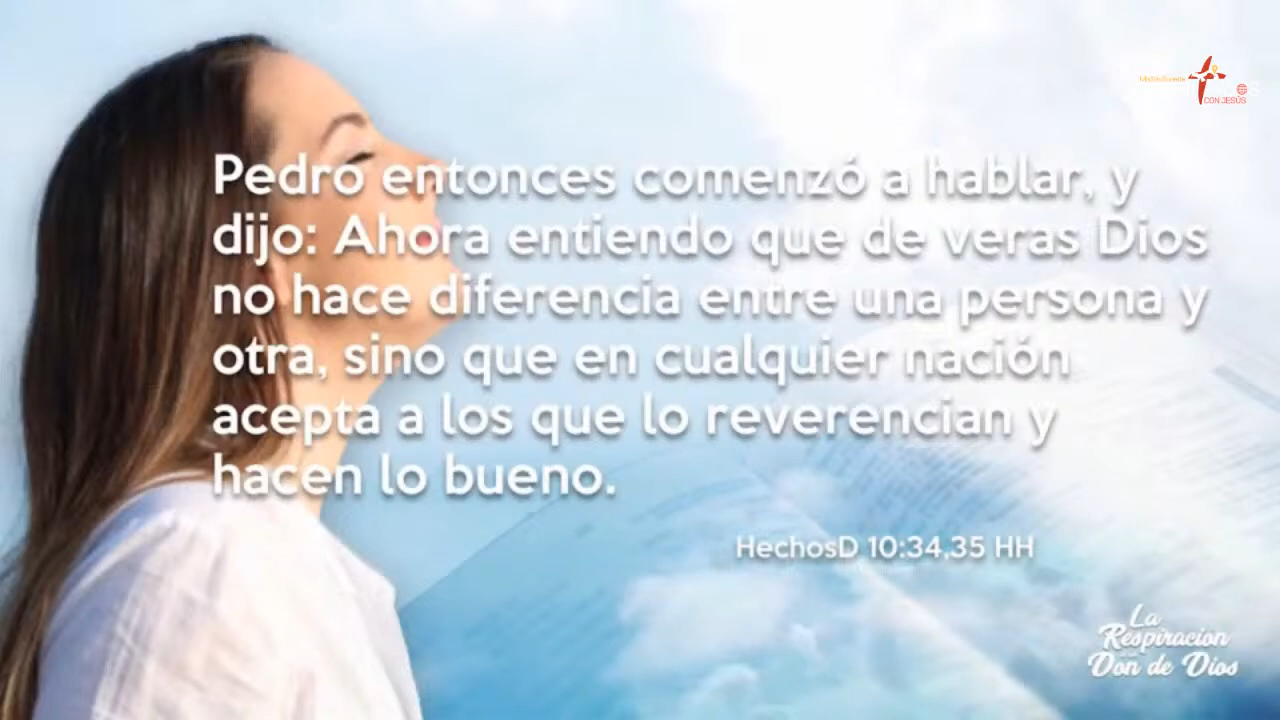 CON JESÚS
Pedro entonces comenzó a hablar, y
dijo: Ahora entiendo que de veras Dios
no hace diferencia entre una persona y
otra, sino que en cualquier nación
acepta a los que lo reverencian y
hacen lo bueno.
HechosD 10:34,35 HH
La
Respiracion
Don de Dios